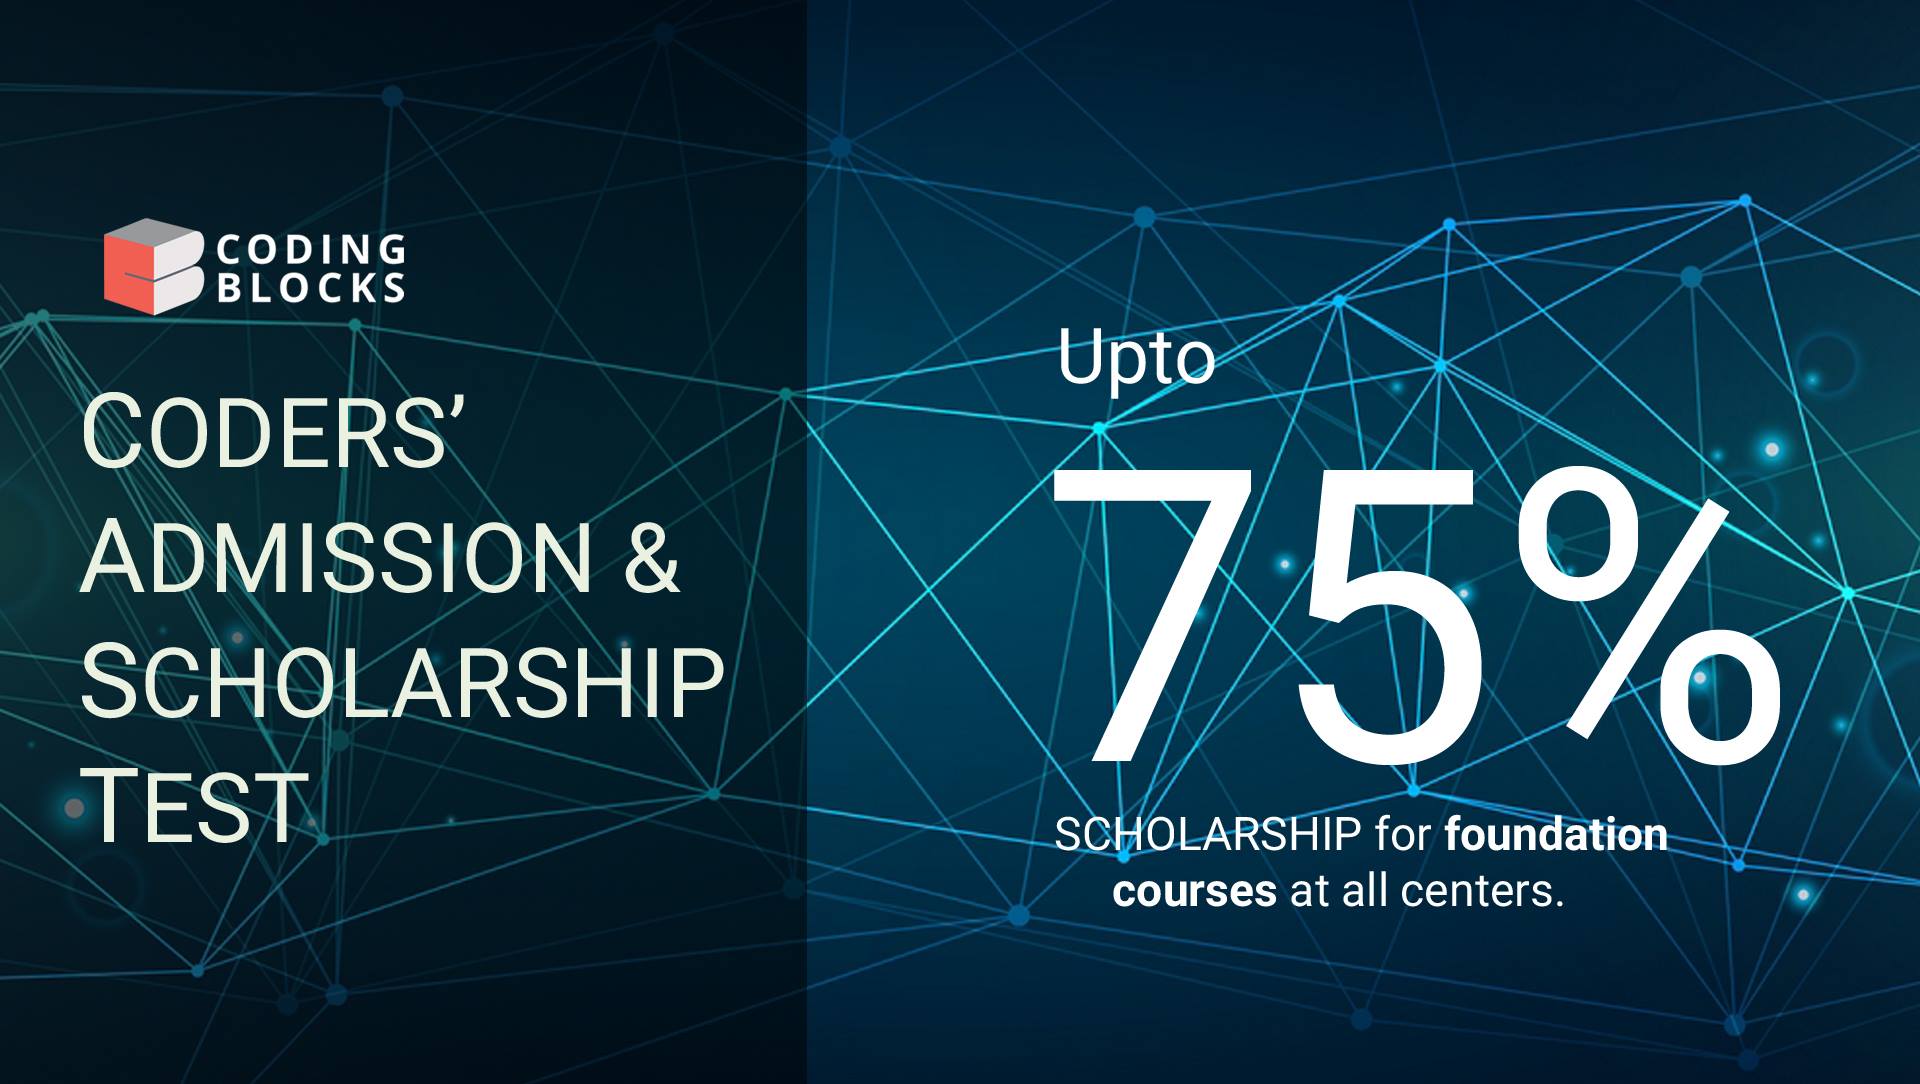 CODING
BLOCKS
CODERS’
ADMISSION &
SCHOLARSHIP
TEST
Upto
75%
SCHOLARSHIP for foundation
courses at all centers.